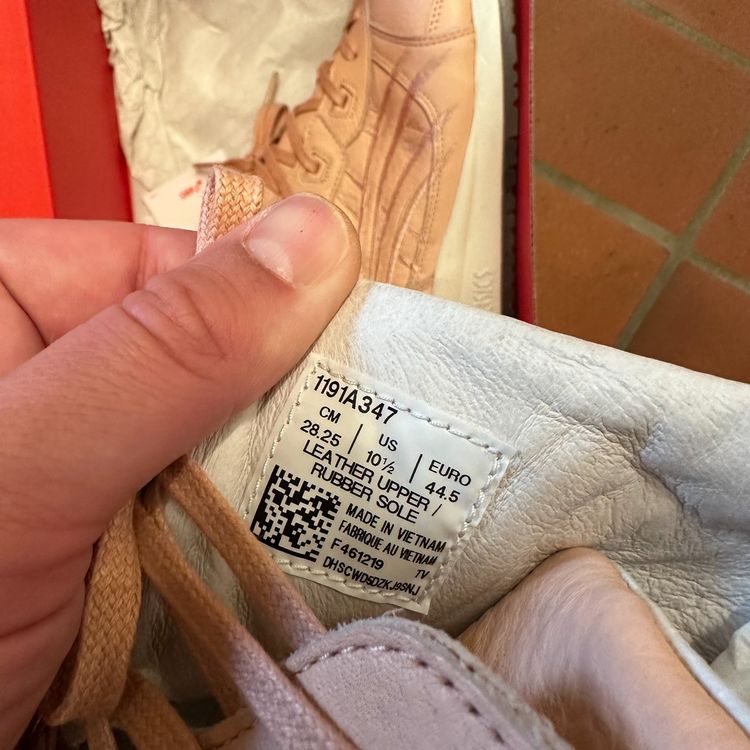 1191A347
CM | US | EURO
28.25 | 10½ | 44.5
LEATHER UPPER /
RUBBER SOLE
MADE IN VIETNAM
FABRIQUE AU VIETNAM
F461219 TV
DHSCWD5DZKJ9SNJ